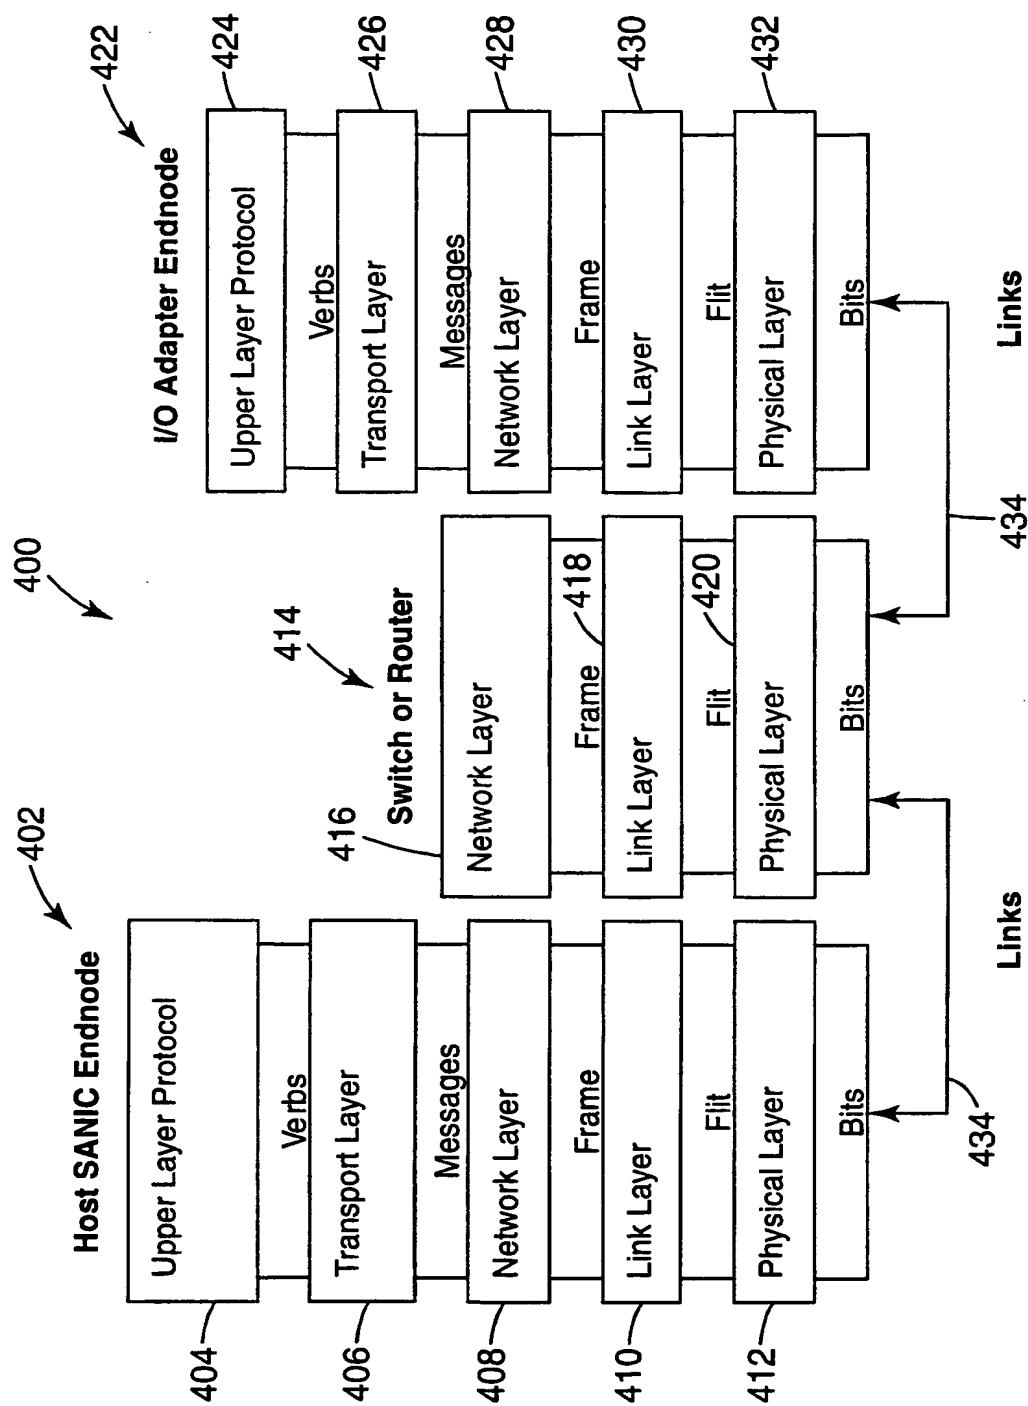 400
Host SANIC Endnode
402
Upper Layer Protocol
404
Verbs
Transport Layer
406
Messages
Network Layer
408
Frame
Link Layer
410
Flit
Physical Layer
412
Bits
Switch or Router
414
416
Network Layer
Frame
418
Link Layer
Flit
420
Physical Layer
Bits
I/O Adapter Endnode
422
Upper Layer Protocol
424
Verbs
Transport Layer
426
Messages
Network Layer
428
Frame
Link Layer
430
Flit
Physical Layer
432
Bits
434
Links
434
Links